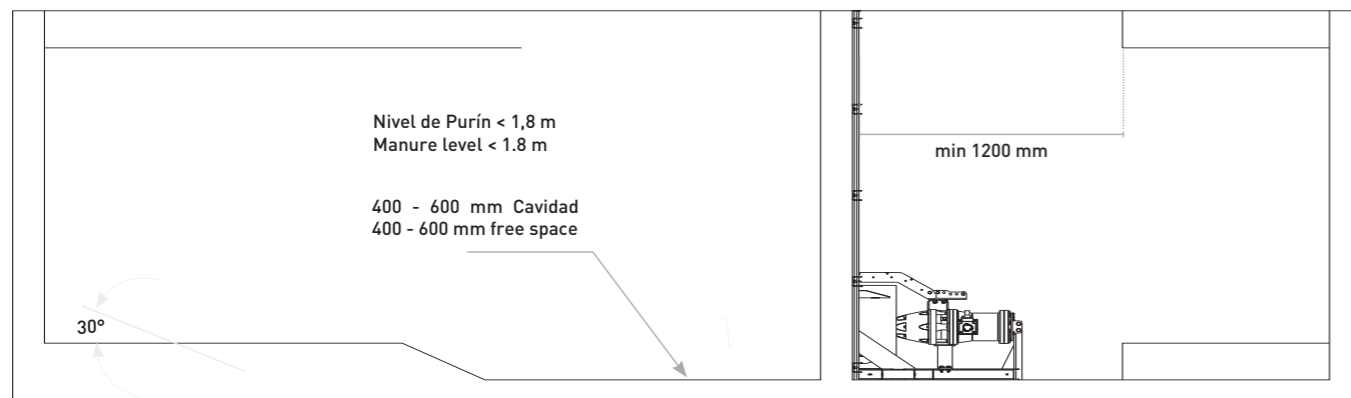 Nivel de Purín < 1,8 m
Manure level < 1.8 m
400 - 600 mm Cavidad
400 - 600 mm free space
min 1200 mm
30°